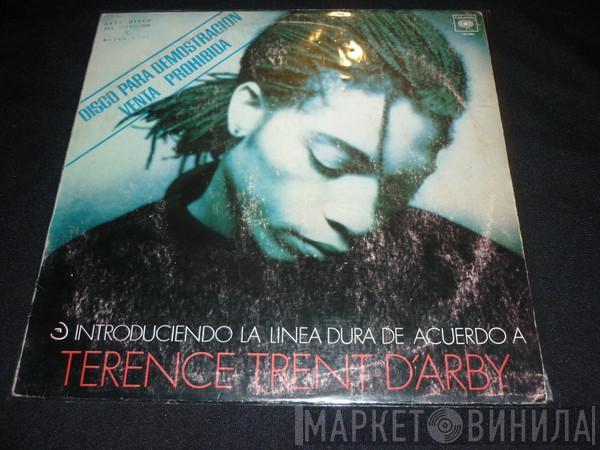 DISCO PARA DEMOSTRACION
VENTA PROHIBIDA
INTRODUCIENDO LA LINEA DURA DE ACUERDO A
TERENCE TRENT D'ARBY
МАРКЕТ ВИНИЛА